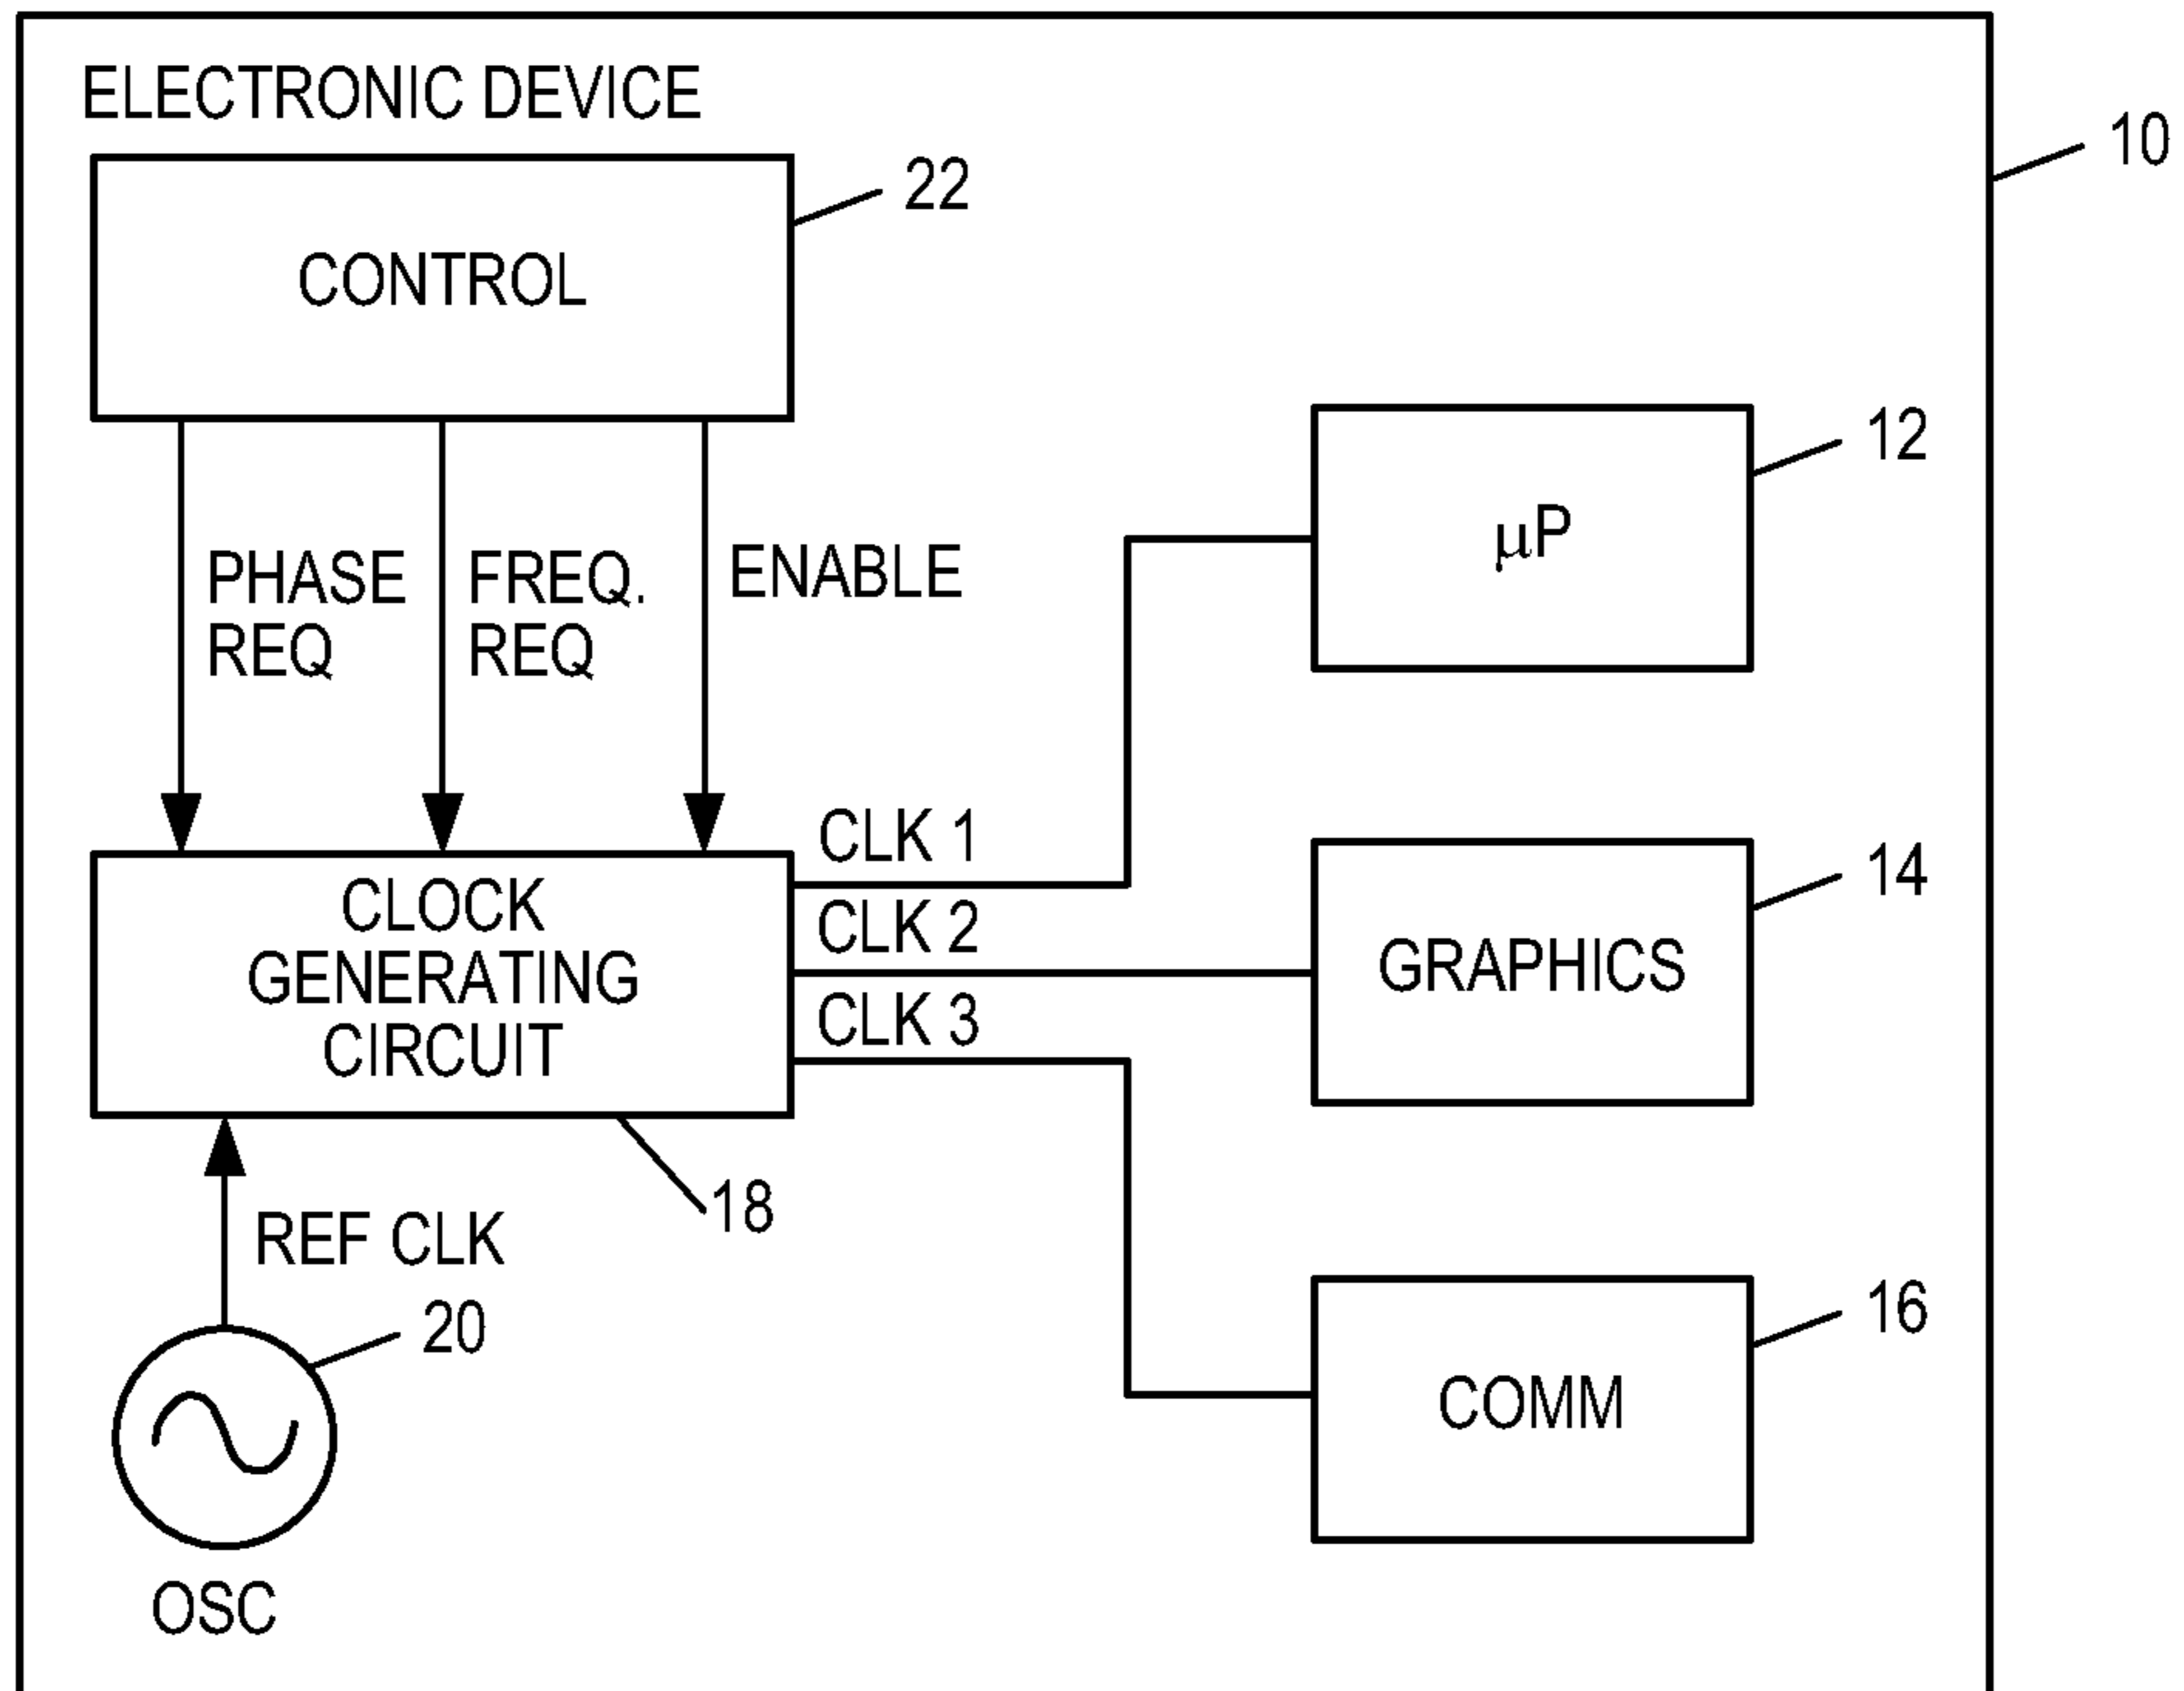 ELECTRONIC DEVICE
10
22
CONTROL
12
µP
PHASE
REQ
FREQ.
REQ
ENABLE
CLK 1
CLK 2
CLK 3
14
GRAPHICS
CLOCK
GENERATING
CIRCUIT
18
REF CLK
20
16
COMM
OSC